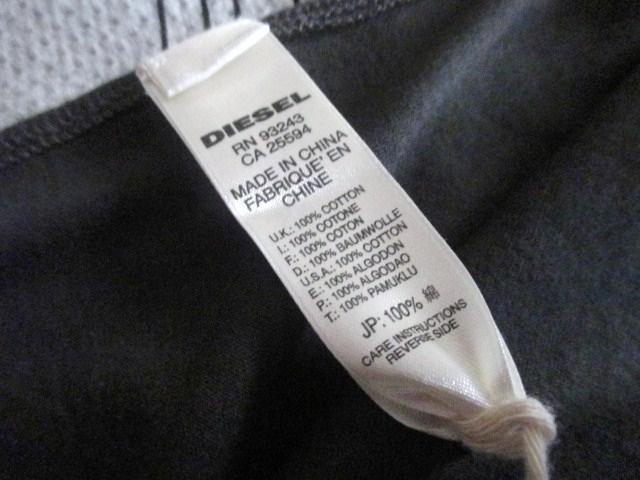 DIESEL
RN 93243
CA 25594
MADE IN CHINA
FABRIQUE' EN
CHINE
U.K.: 100% COTTON
I.: 100% COTONE
F.: 100% COTON
D.: 100% BAUMWOLLE
U.S.A.: 100% COTTON
E.: 100% ALGODON
P.: 100% ALGODAO
T.: 100% PAMUKLU
JP: 100% 綿
CARE INSTRUCTIONS
REVERSE SIDE